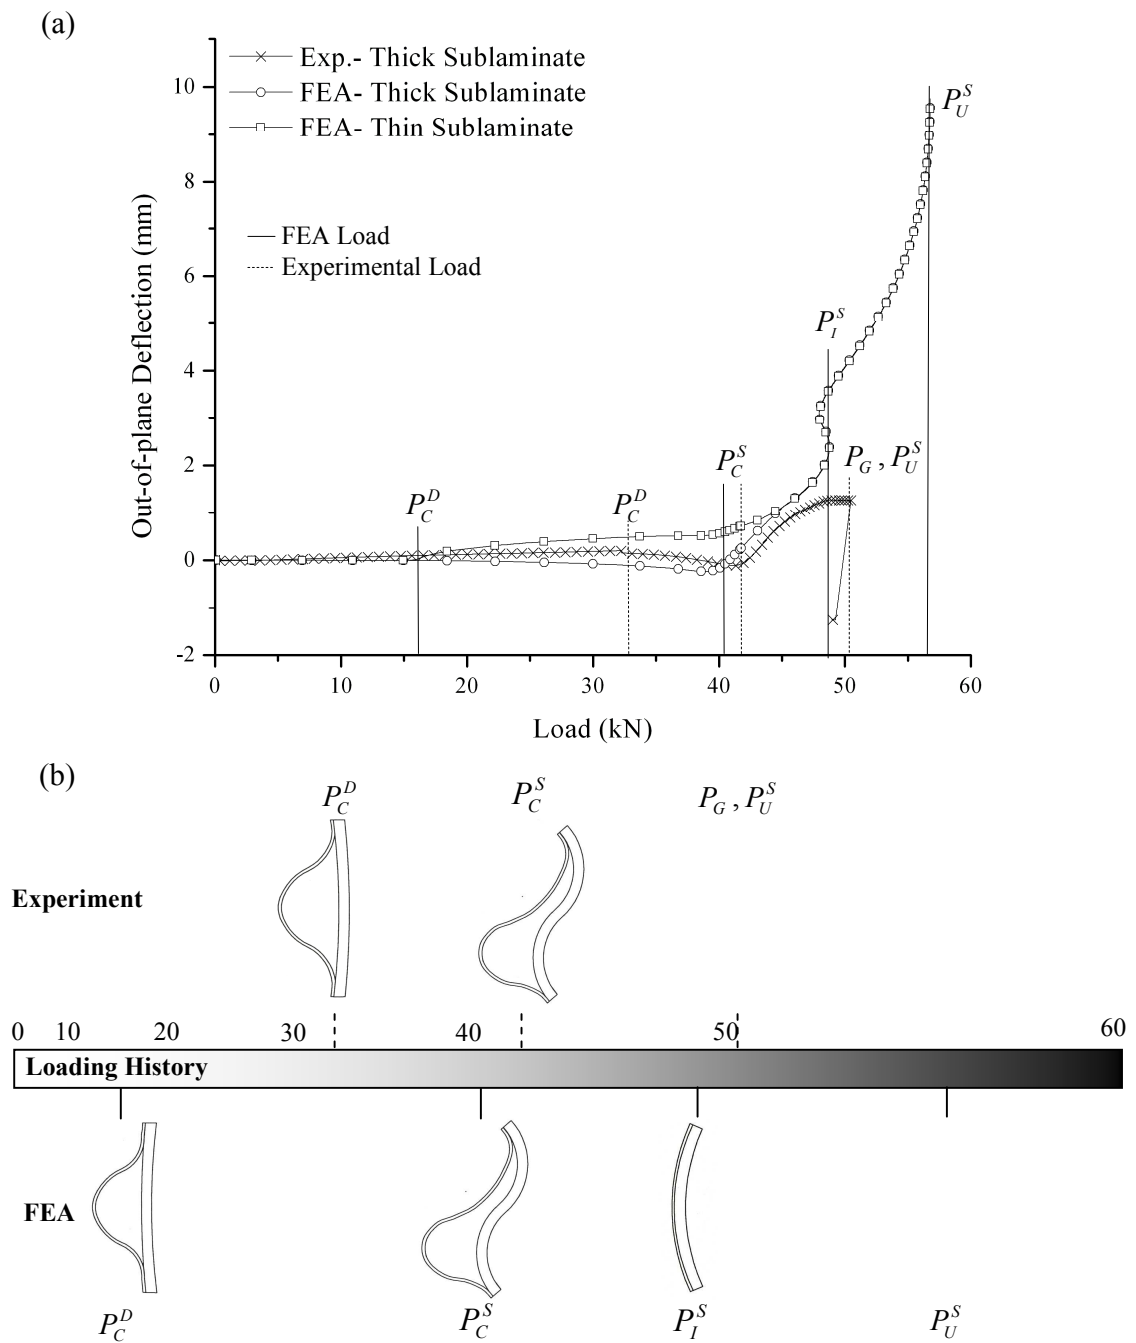 (a)
Exp.- Thick Sublaminate
FEA- Thick Sublaminate
FEA- Thin Sublaminate
FEA Load
Experimental Load
P_U^S
P_I^S
P_C^S
P_G , P_U^S
P_C^D
P_C^D
Out-of-plane Deflection (mm)
10
8
6
4
2
0
-2
0 10 20 30 40 50 60
Load (kN)
(b)
P_C^D P_C^S P_G , P_U^S
Experiment
0 10 20 30 40 50 60
Loading History
FEA
P_C^D P_C^S P_I^S P_U^S